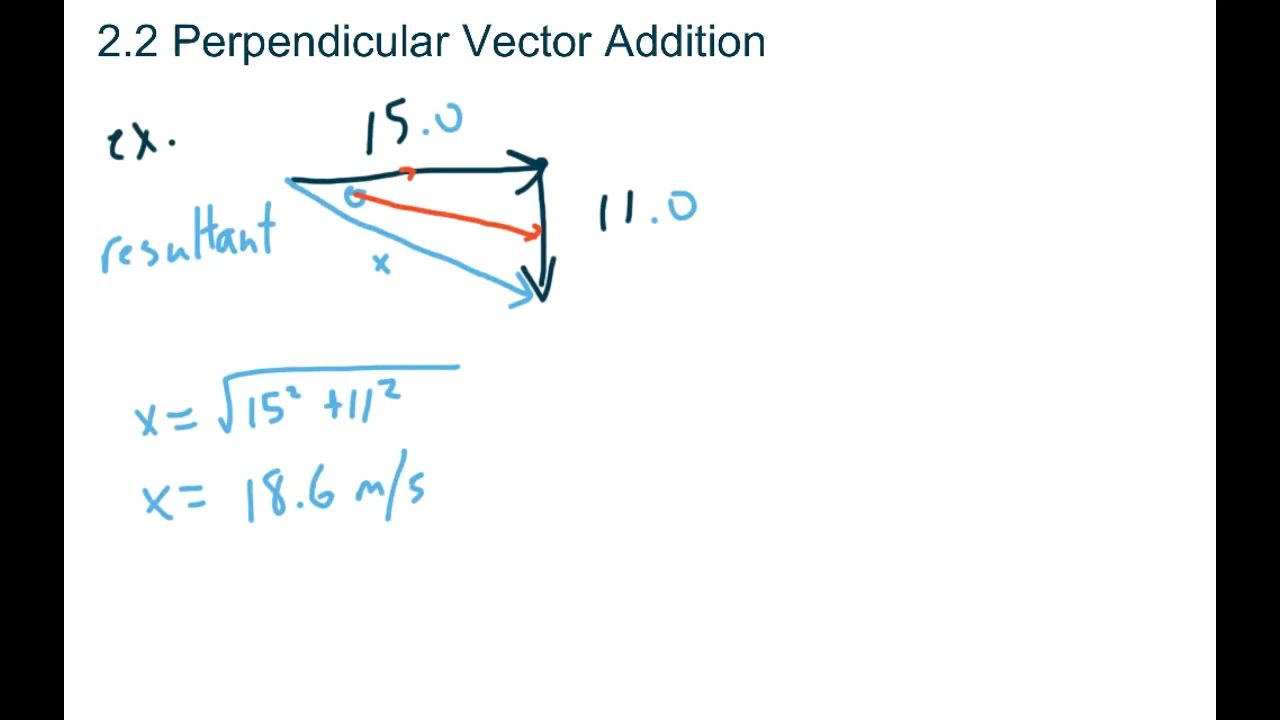 2.2 Perpendicular Vector Addition
ex.
15.0
11.0
resultant
θ
x
x = √15² + 11²
x = 18.6 m/s